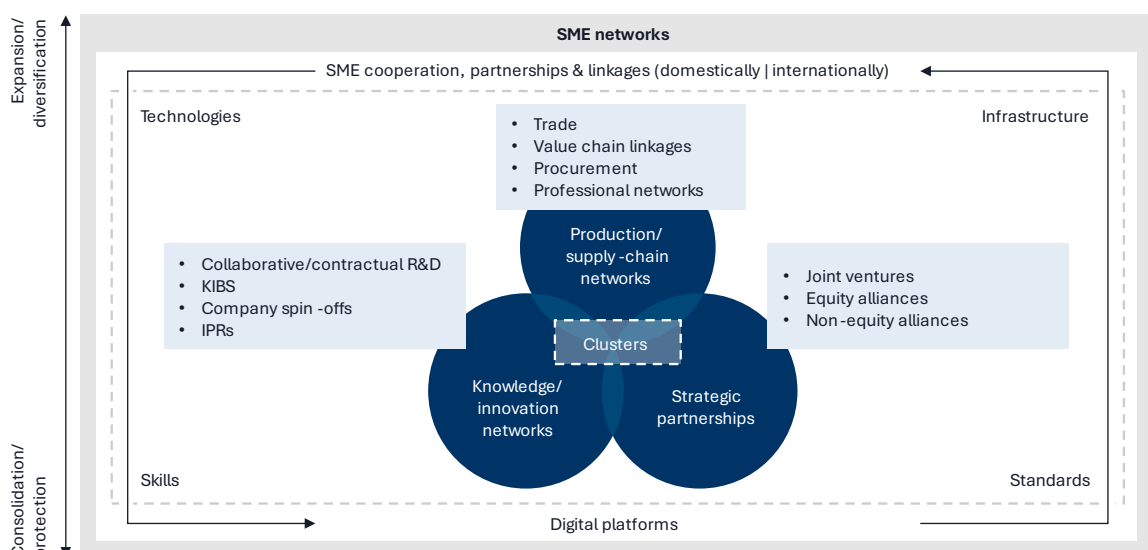 Expansion/
diversification
SME networks
SME cooperation, partnerships & linkages (domestically | internationally)
Technologies
Infrastructure
• Trade
• Value chain linkages
• Procurement
• Professional networks
Production/
supply -chain
networks
• Collaborative/contractual R&D
• KIBS
• Company spin -offs
• IPRs
• Joint ventures
• Equity alliances
• Non-equity alliances
Clusters
Knowledge/
innovation
networks
Strategic
partnerships
Skills
Standards
Consolidation/
protection
Digital platforms